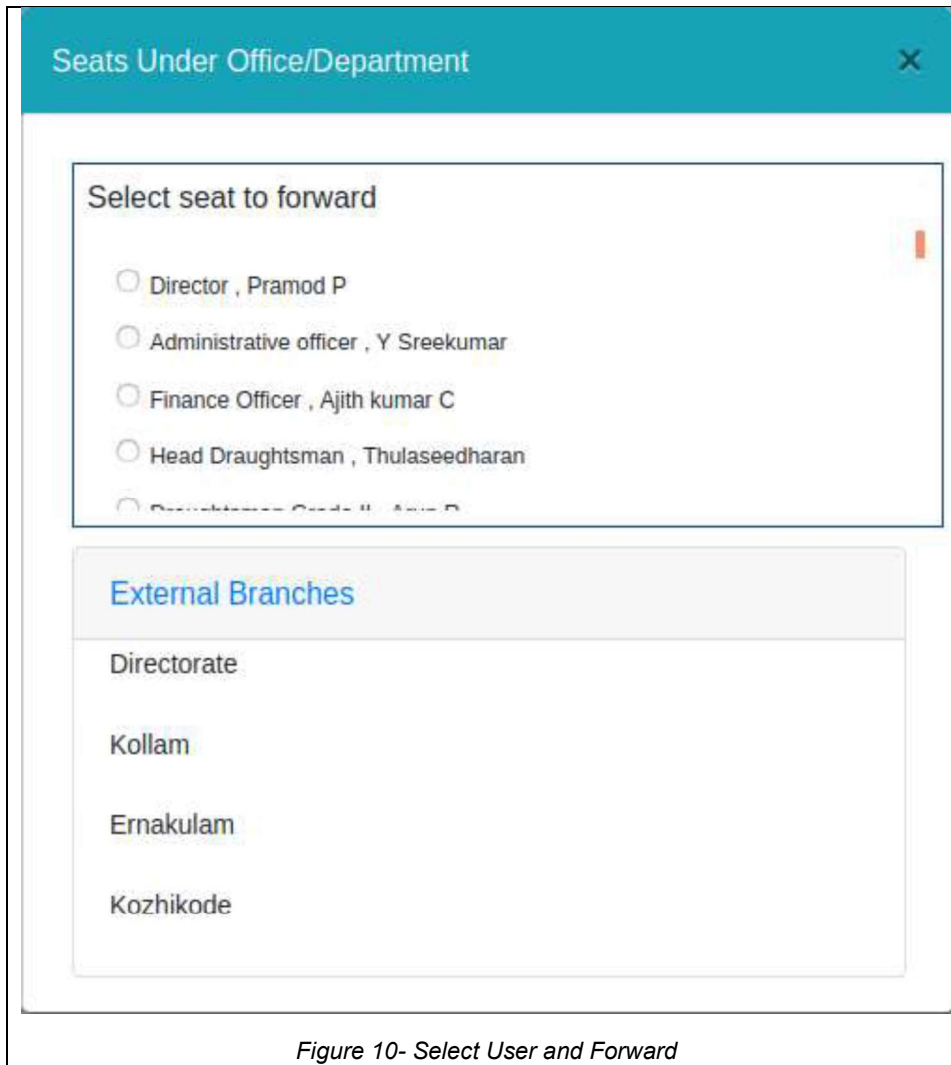 Seats Under Office/Department ×
Select seat to forward
Director , Pramod P
Administrative officer , Y Sreekumar
Finance Officer , Ajith kumar C
Head Draughtsman , Thulaseedharan
External Branches
Directorate
Kollam
Ernakulam
Kozhikode
Figure 10- Select User and Forward